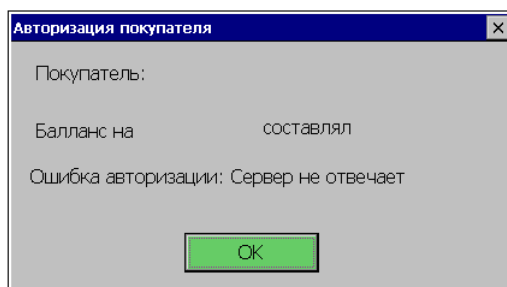 Авторизация покупателя
Покупатель:
Балланс на составлял
Ошибка авторизации: Сервер не отвечает
OK